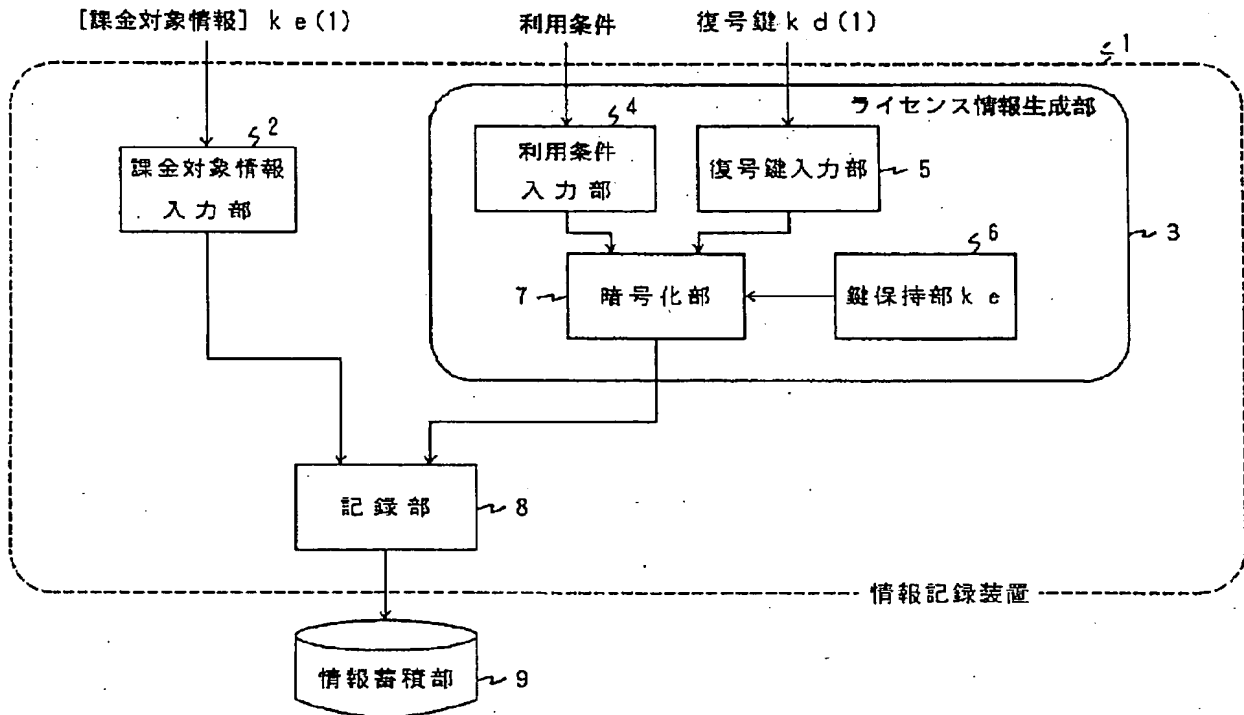 [課金対象情報] ke(1)
利用条件
復号鍵kd(1)
1
ライセンス情報生成部
2
課金対象情報
入力部
4
利用条件
入力部
復号鍵入力部
5
3
6
7
暗号化部
鍵保持部ke
記録部
8
情報記録装置
情報蓄積部
9